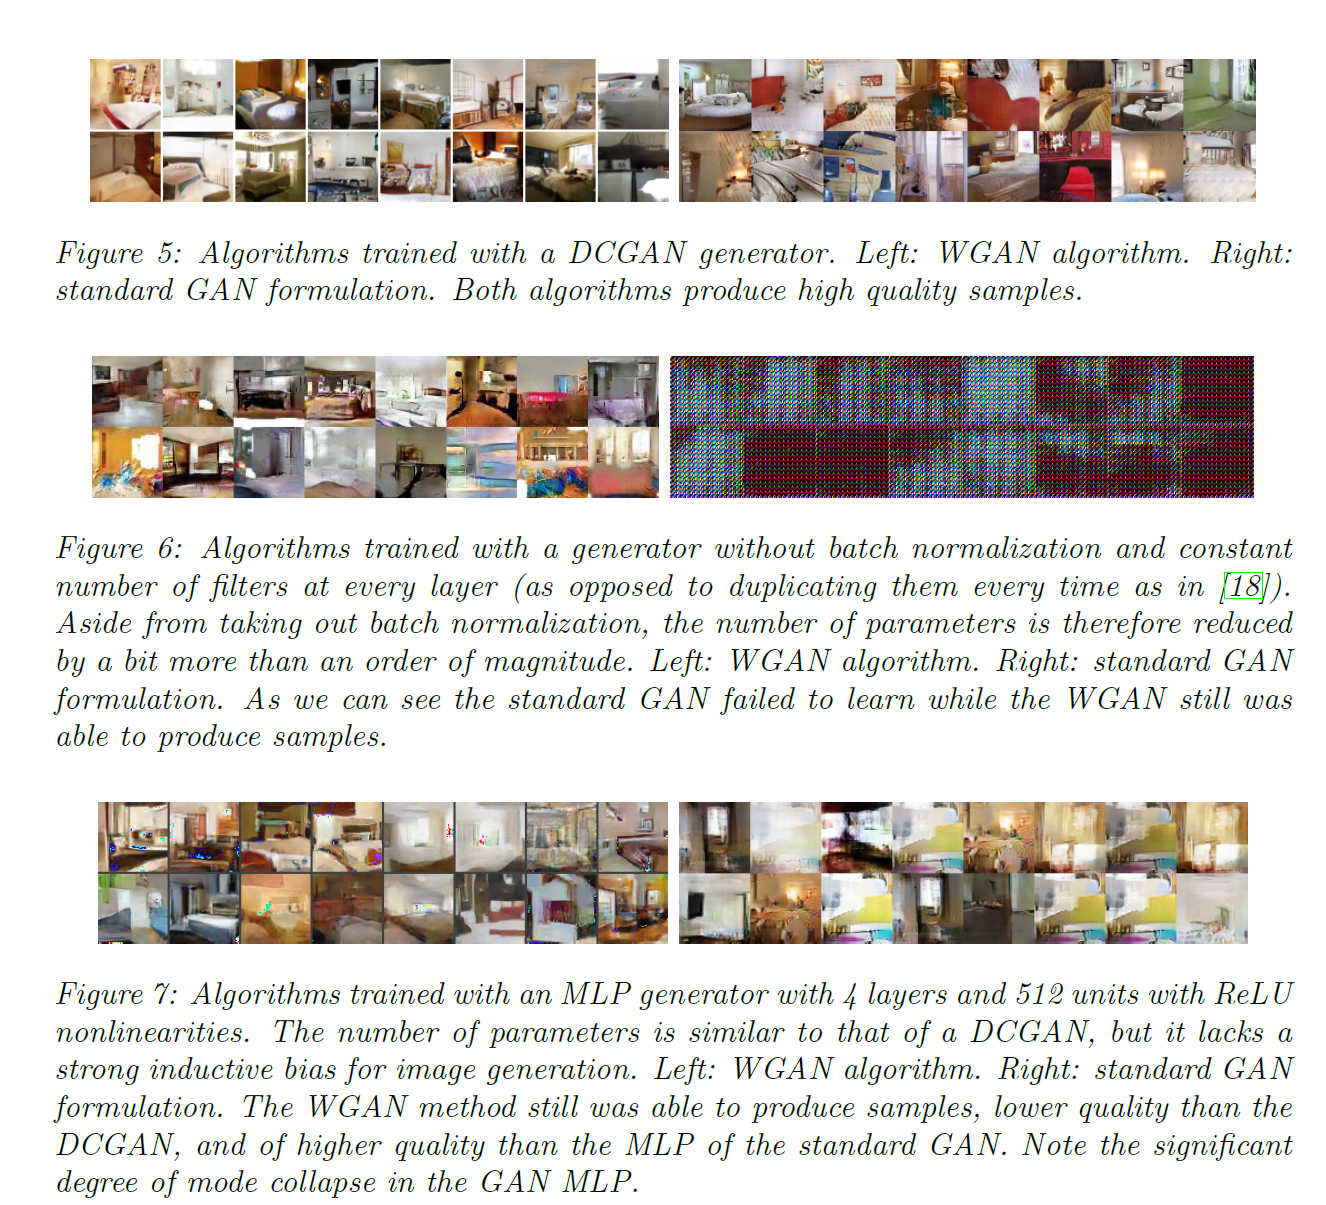 Figure 5: Algorithms trained with a DCGAN generator. Left: WGAN algorithm. Right:
standard GAN formulation. Both algorithms produce high quality samples.
Figure 6: Algorithms trained with a generator without batch normalization and constant
number of filters at every layer (as opposed to duplicating them every time as in [18]).
Aside from taking out batch normalization, the number of parameters is therefore reduced
by a bit more than an order of magnitude. Left: WGAN algorithm. Right: standard GAN
formulation. As we can see the standard GAN failed to learn while the WGAN still was
able to produce samples.
Figure 7: Algorithms trained with an MLP generator with 4 layers and 512 units with ReLU
nonlinearities. The number of parameters is similar to that of a DCGAN, but it lacks a
strong inductive bias for image generation. Left: WGAN algorithm. Right: standard GAN
formulation. The WGAN method still was able to produce samples, lower quality than the
DCGAN, and of higher quality than the MLP of the standard GAN. Note the significant
degree of mode collapse in the GAN MLP.